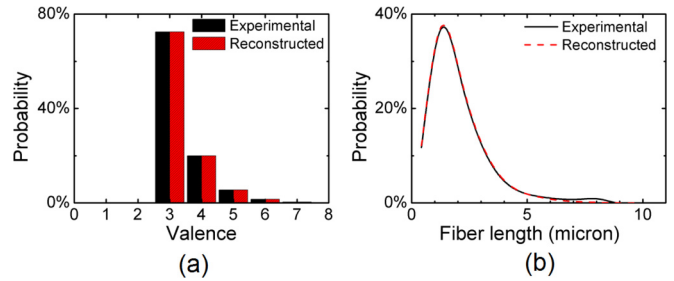 80%
40%
0%
Probability
Experimental
Reconstructed
0 1 2 3 4 5 6 7 8
Valence
(a)
40%
20%
0%
Probability
Experimental
Reconstructed
0 5 10
Fiber length (micron)
(b)